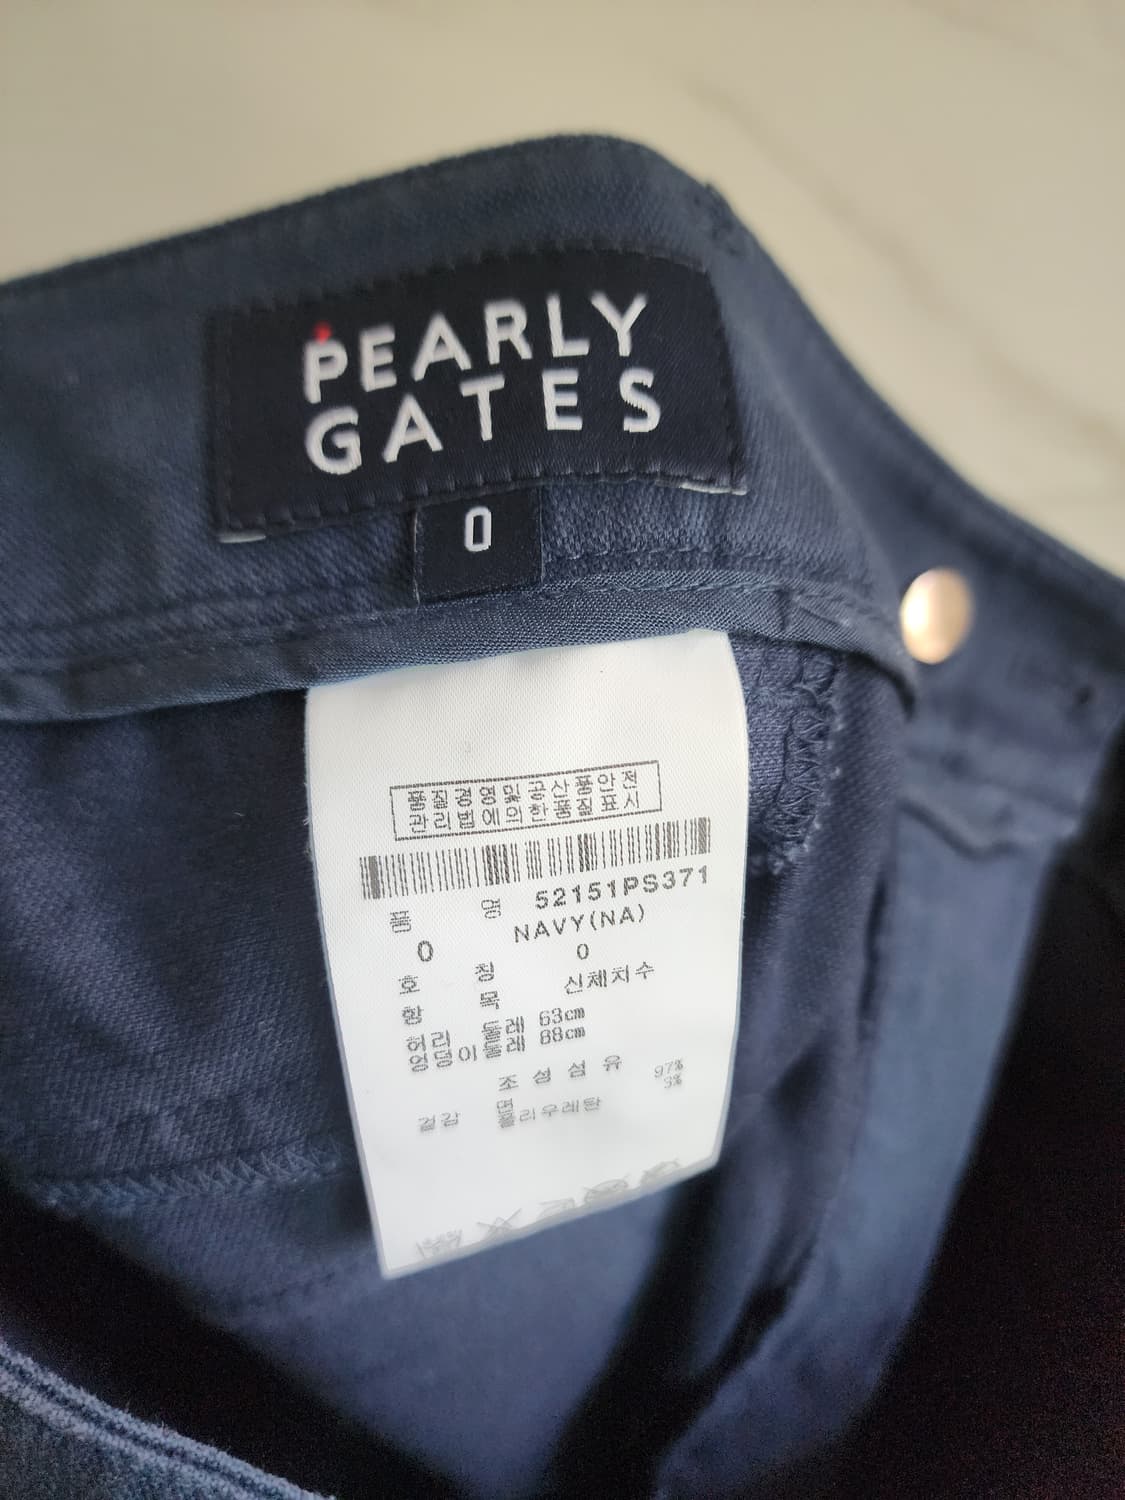 PEARLY
GATES
0
품질경영및공산품안전
관리법에의한품질표시
52151PS371
품 명 NAVY(NA)
0 0
호 칭
항 목 신체치수
허리 둘레 63cm
엉덩이둘레 88cm
조성섬유
겉감 면 97%
폴리우레탄 3%